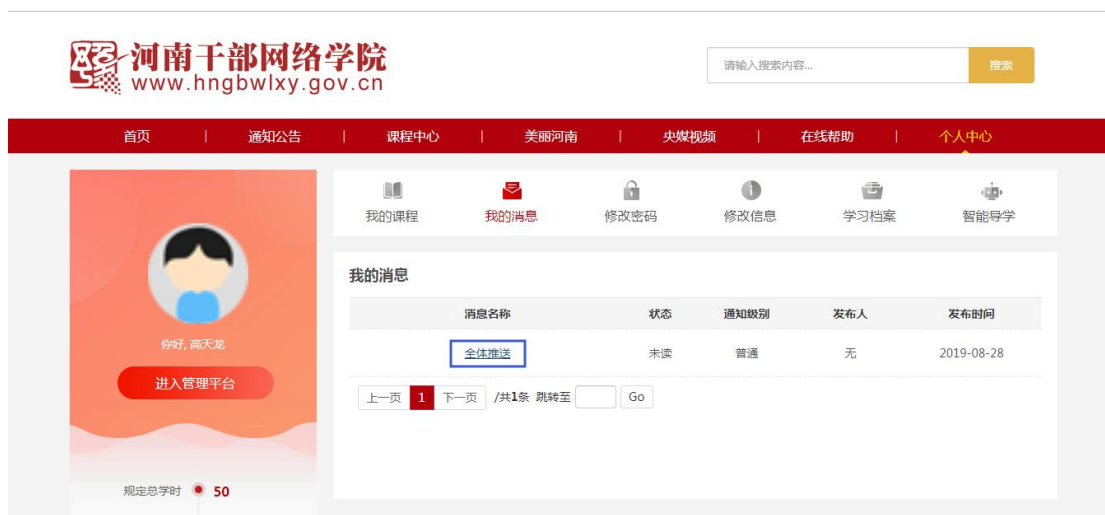 河南干部网络学院
www.hngbwlxy.gov.cn
请输入搜索内容... 搜索
首页 | 通知公告 | 课程中心 | 美丽河南 | 央媒视频 | 在线帮助 | 个人中心
我的课程 我的消息 修改密码 修改信息 学习档案 智能导学
你好, 高天龙
进入管理平台
规定总学时 50
我的消息
消息名称 状态 通知级别 发布人 发布时间
全体推送 未读 普通 无 2019-08-28
上一页 1 下一页 /共1条 跳转至 Go